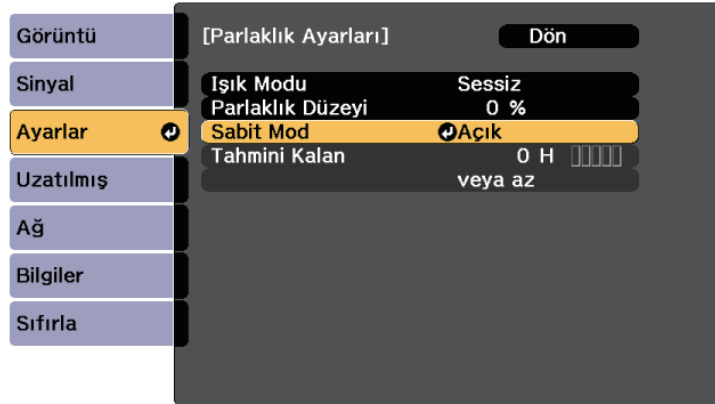 Görüntü
Sinyal
Ayarlar
Uzatılmış
Ağ
Bilgiler
Sıfırla
[Parlaklık Ayarları] Dön
Işık Modu Sessiz
Parlaklık Düzeyi 0 %
Sabit Mod Açık
Tahmini Kalan 0 H
veya az